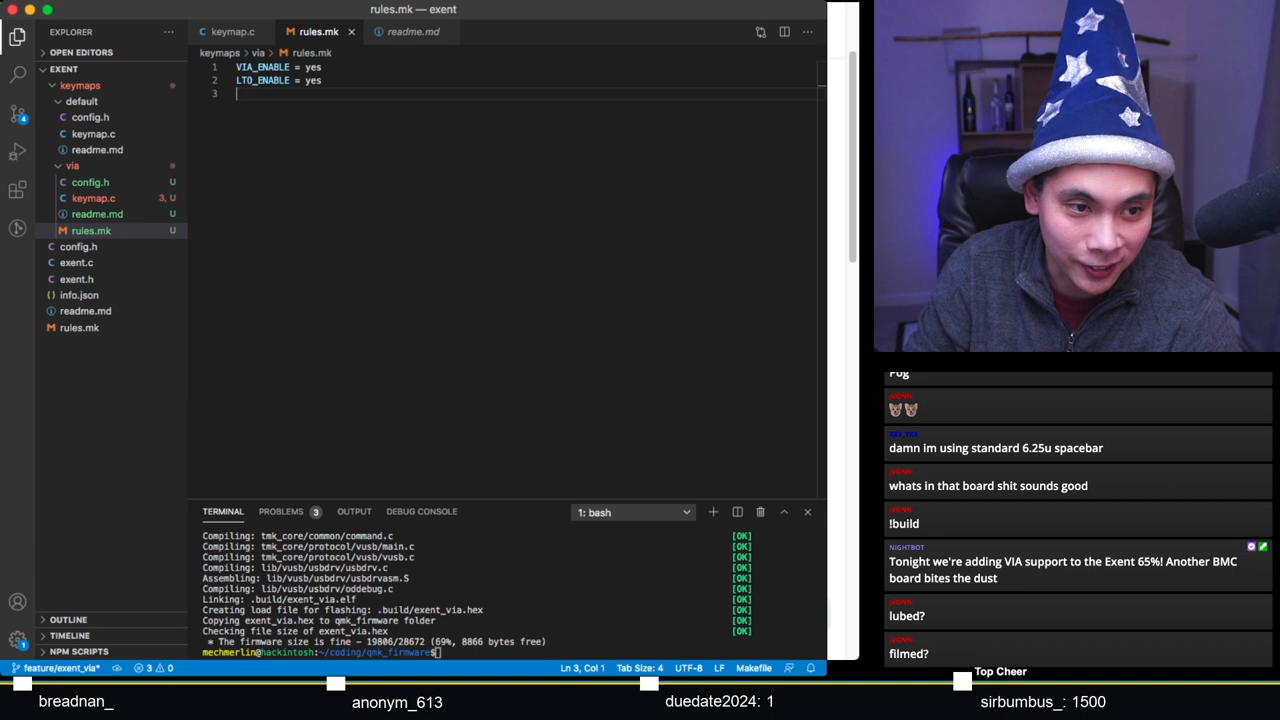 rules.mk — exent
EXPLORER
OPEN EDITORS
EXENT
keymaps
default
config.h
keymap.c
readme.md
via
config.h U
keymap.c 3, U
readme.md U
rules.mk U
config.h
exent.c
exent.h
info.json
readme.md
rules.mk
OUTLINE
TIMELINE
NPM SCRIPTS
4
1
keymap.c rules.mk readme.md
keymaps via rules.mk
1 VIA_ENABLE = yes
2 LTO_ENABLE = yes
3
TERMINAL PROBLEMS 3 OUTPUT DEBUG CONSOLE 1: bash
Compiling: tmk_core/common/command.c [OK]
Compiling: tmk_core/protocol/vusb/main.c [OK]
Compiling: tmk_core/protocol/vusb/vusb.c [OK]
Compiling: lib/vusb/usbdrv/usbdrv.c [OK]
Assembling: lib/vusb/usbdrv/usbdrvasm.S [OK]
Compiling: lib/vusb/usbdrv/oddebug.c [OK]
Linking: .build/exent_via.elf [OK]
Creating load file for flashing: .build/exent_via.hex [OK]
Copying exent_via.hex to qmk_firmware folder [OK]
Checking file size of exent_via.hex [OK]
* The firmware size is fine - 19806/28672 (69%, 8866 bytes free)
mechmerlin@hackintosh:~/coding/qmk_firmware$
feature/exent_via* 3 0 Ln 3, Col 1 Tab Size: 4 UTF-8 LF Makefile
Fog
damn im using standard 6.25u spacebar
whats in that board shit sounds good
!build
NIGHTBOT
Tonight we're adding VIA support to the Exent 65%! Another BMC
board bites the dust
lubed?
filmed?
Top Cheer
breadnan_ anonym_613 duedate2024: 1 sirbumbus_: 1500